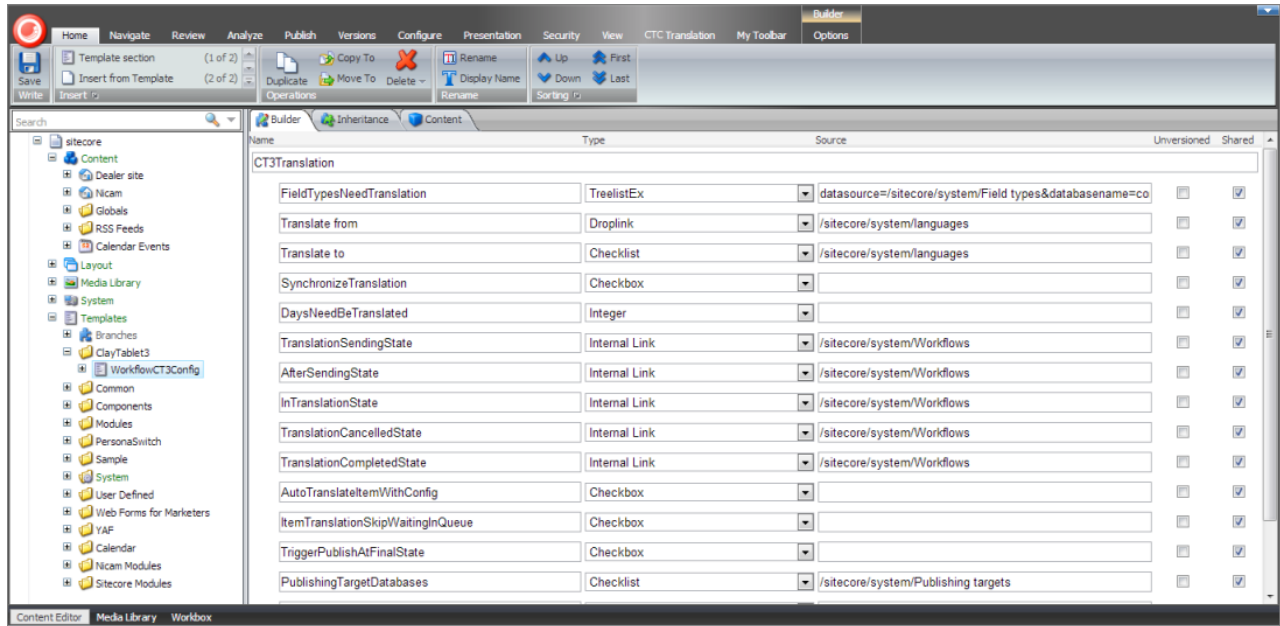 Builder
Home Navigate Review Analyze Publish Versions Configure Presentation Security View CTC Translation My Toolbar Options
Save
Write
Template section (1 of 2)
Insert from Template (2 of 2)
Insert
Duplicate
Copy To
Move To
Delete
Operations
Rename
Display Name
Rename
Up First
Down Last
Sorting
Search
sitecore
Content
Dealer site
Nicam
Globals
RSS Feeds
Calendar Events
Layout
Media Library
System
Templates
Branches
ClayTablet3
WorkflowCT3Config
Common
Components
Modules
PersonaSwitch
Sample
System
User Defined
Web Forms for Marketers
YAF
Calendar
Nicam Modules
Sitecore Modules
Builder Inheritance Content
Name Type Source Unversioned Shared
CT3Translation
FieldTypesNeedTranslation TreelistEx datasource=/sitecore/system/Field types&databasename=co
Translate from Droplink /sitecore/system/languages
Translate to Checklist /sitecore/system/languages
SynchronizeTranslation Checkbox
DaysNeedBeTranslated Integer
TranslationSendingState Internal Link /sitecore/system/Workflows
AfterSendingState Internal Link /sitecore/system/Workflows
InTranslationState Internal Link /sitecore/system/Workflows
TranslationCancelledState Internal Link /sitecore/system/Workflows
TranslationCompletedState Internal Link /sitecore/system/Workflows
AutoTranslateItemWithConfig Checkbox
ItemTranslationSkipWaitingInQueue Checkbox
TriggerPublishAtFinalState Checkbox
PublishingTargetDatabases Checklist /sitecore/system/Publishing targets
Content Editor Media Library Workbox